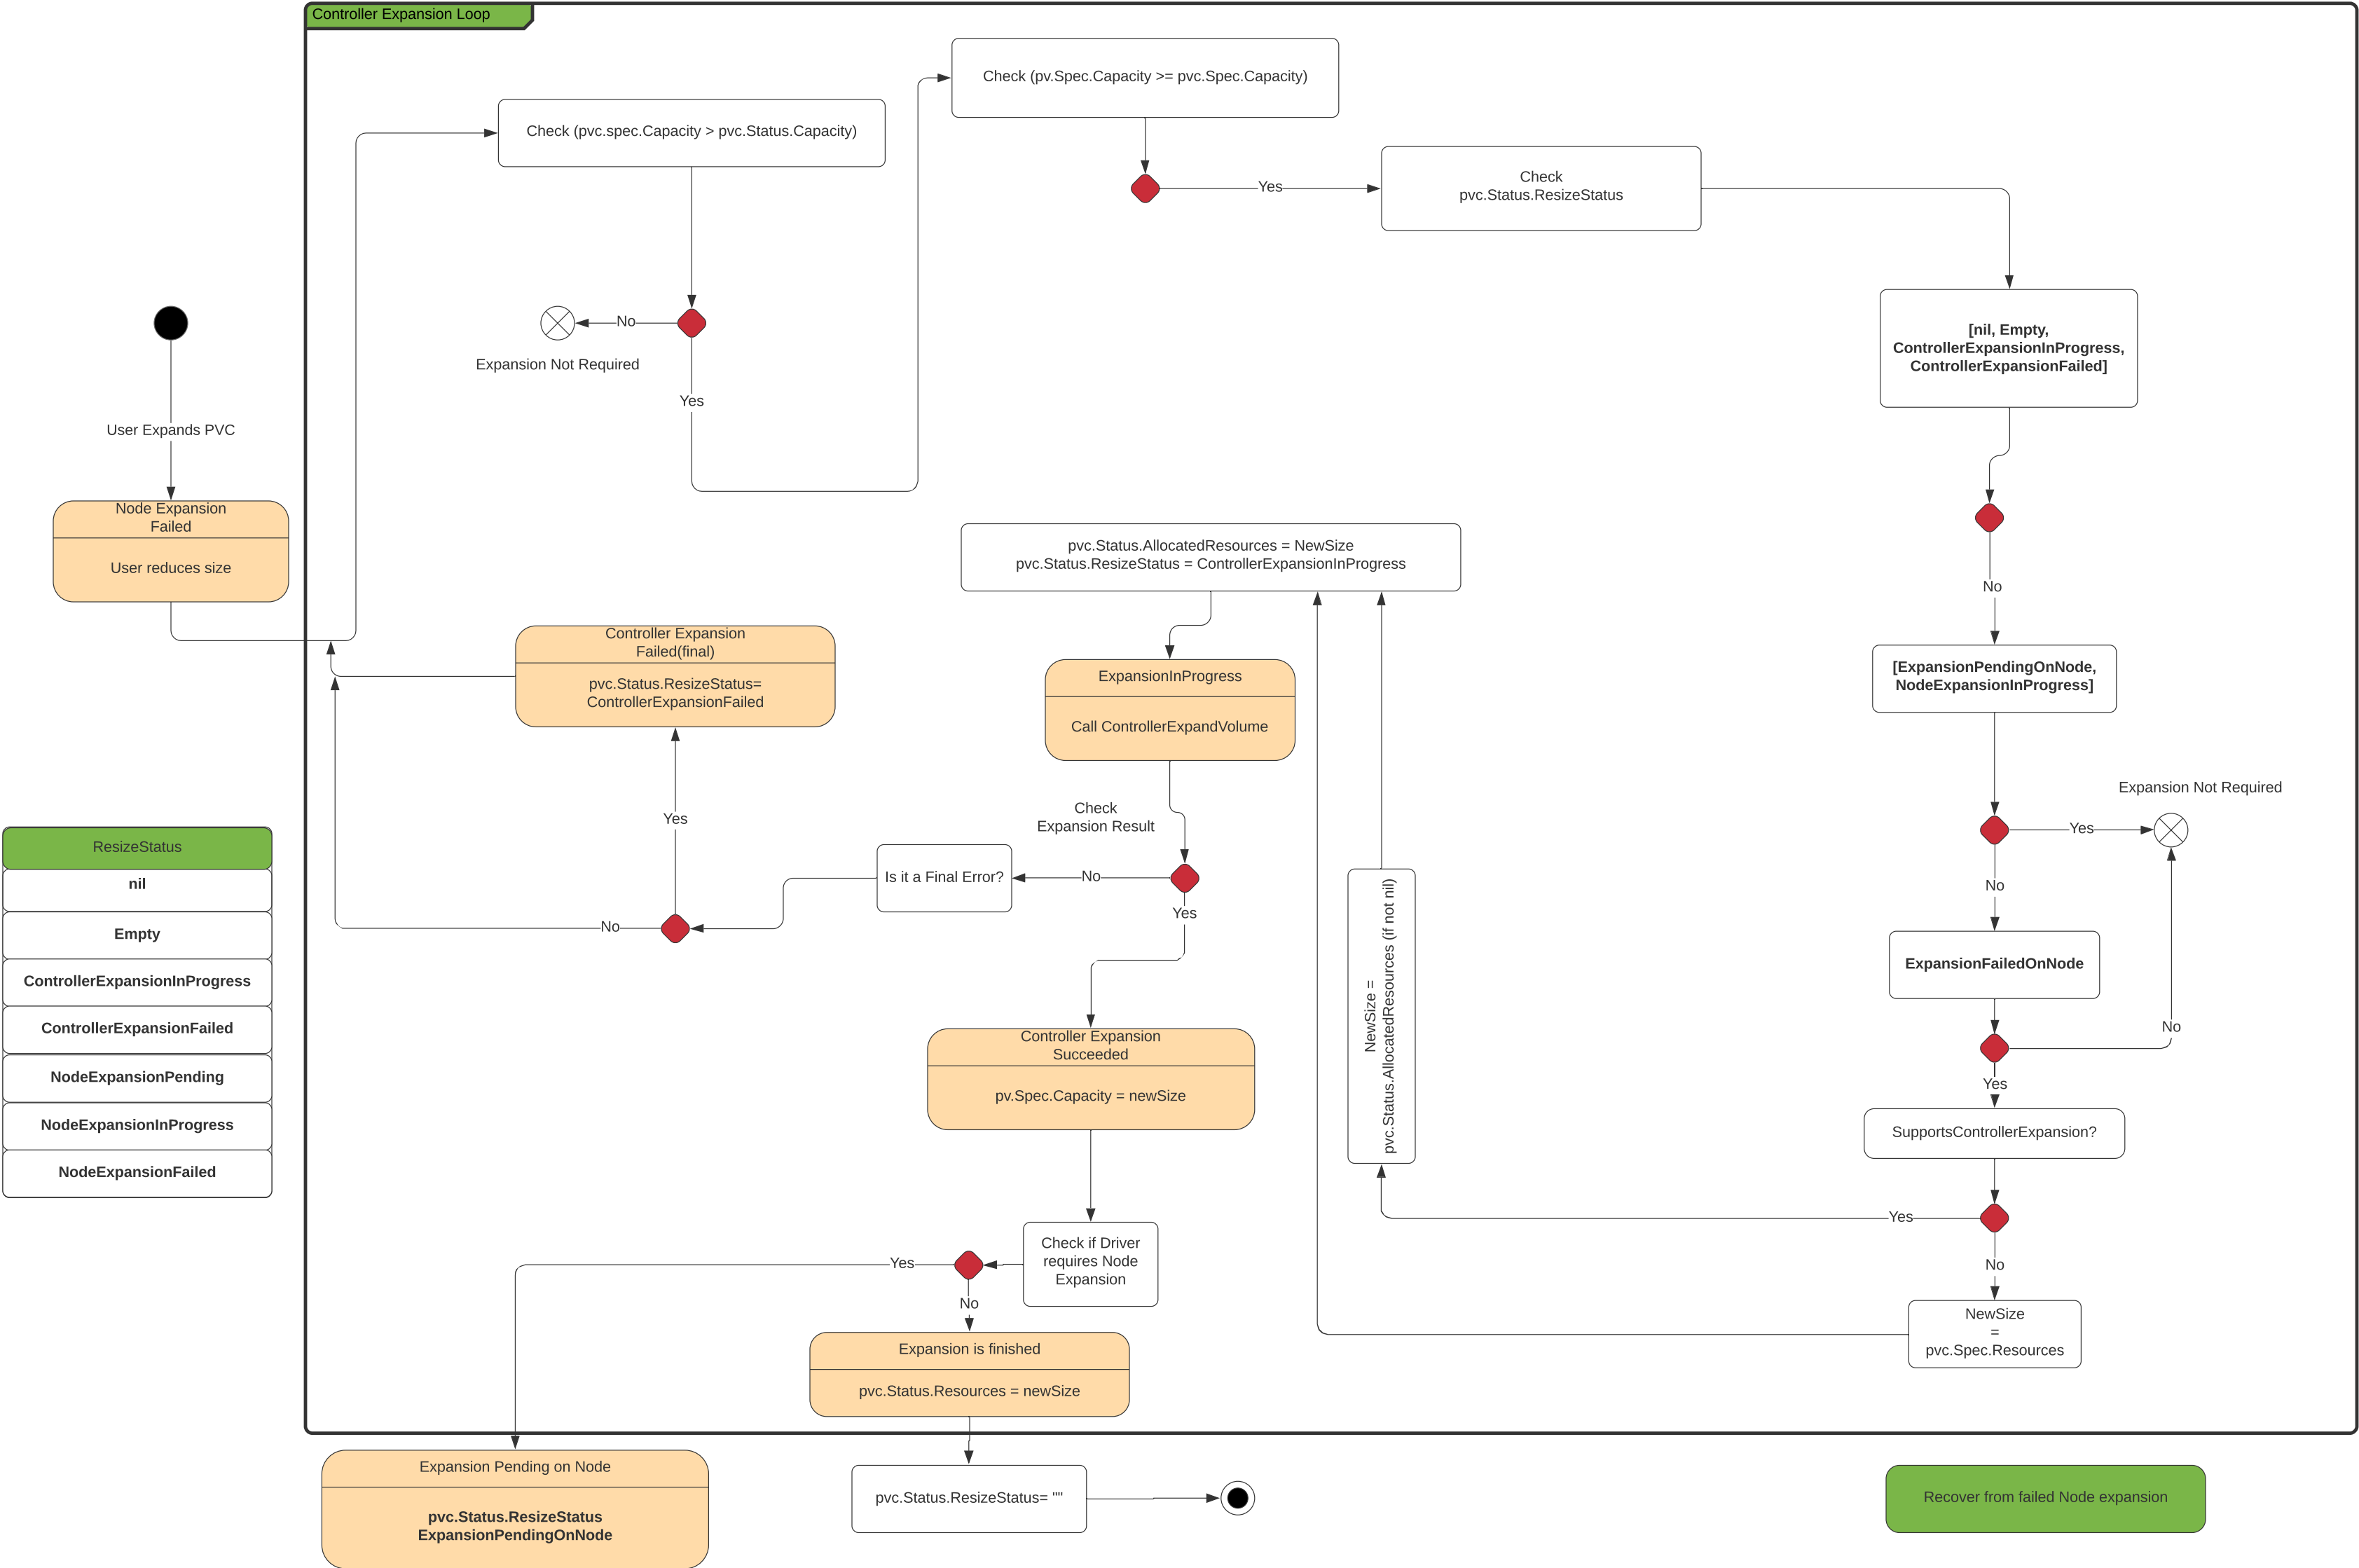 Controller Expansion Loop
Check (pv.Spec.Capacity >= pvc.Spec.Capacity)
Check (pvc.spec.Capacity > pvc.Status.Capacity)
Yes
Check
pvc.Status.ResizeStatus
No
Expansion Not Required
Yes
[nil, Empty,
ControllerExpansionInProgress,
ControllerExpansionFailed]
User Expands PVC
Node Expansion
Failed
User reduces size
pvc.Status.AllocatedResources = NewSize
pvc.Status.ResizeStatus = ControllerExpansionInProgress
No
Controller Expansion
Failed(final)
pvc.Status.ResizeStatus=
ControllerExpansionFailed
ExpansionInProgress
Call ControllerExpandVolume
[ExpansionPendingOnNode,
NodeExpansionInProgress]
Expansion Not Required
Yes
Check
Expansion Result
Yes
No
Is it a Final Error?
No
Yes
No
No
ExpansionFailedOnNode
No
Yes
NewSize =
pvc.Status.AllocatedResources (if not nil)
ResizeStatus
nil
Empty
ControllerExpansionInProgress
ControllerExpansionFailed
NodeExpansionPending
NodeExpansionInProgress
NodeExpansionFailed
Controller Expansion
Succeeded
pv.Spec.Capacity = newSize
SupportsControllerExpansion?
Yes
No
Check if Driver
requires Node
Expansion
Yes
No
NewSize
=
pvc.Spec.Resources
Expansion is finished
pvc.Status.Resources = newSize
Expansion Pending on Node
pvc.Status.ResizeStatus
ExpansionPendingOnNode
pvc.Status.ResizeStatus= ""
Recover from failed Node expansion